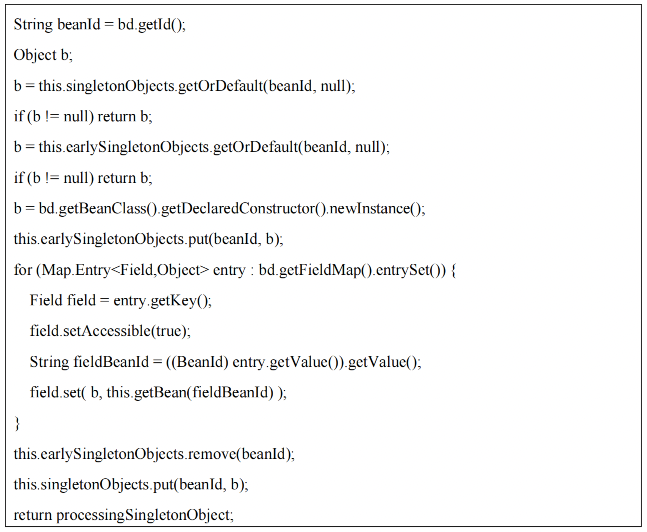 String beanId = bd.getId();
Object b;
b = this.singletonObjects.getOrDefault(beanId, null);
if (b != null) return b;
b = this.earlySingletonObjects.getOrDefault(beanId, null);
if (b != null) return b;
b = bd.getBeanClass().getDeclaredConstructor().newInstance();
this.earlySingletonObjects.put(beanId, b);
for (Map.Entry<Field,Object> entry : bd.getFieldMap().entrySet()) {
    Field field = entry.getKey();
    field.setAccessible(true);
    String fieldBeanId = ((BeanId) entry.getValue()).getValue();
    field.set( b, this.getBean(fieldBeanId) );
}
this.earlySingletonObjects.remove(beanId);
this.singletonObjects.put(beanId, b);
return processingSingletonObject;